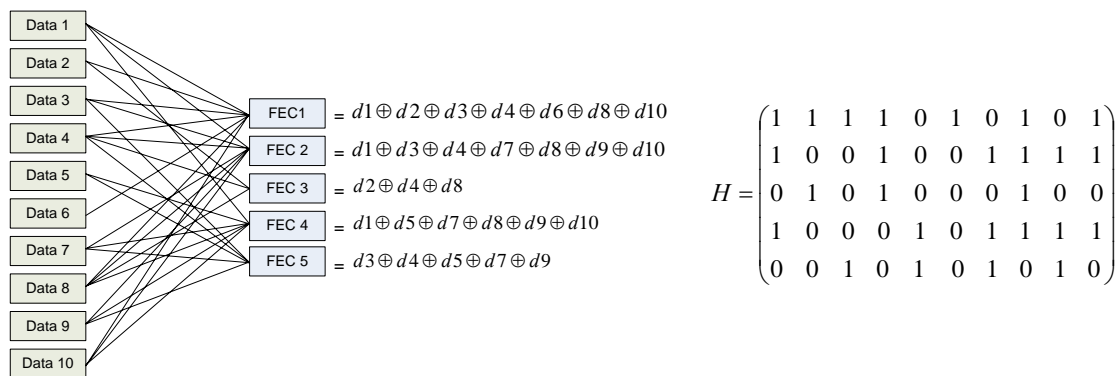 Data 1
Data 2
Data 3
Data 4
Data 5
Data 6
Data 7
Data 8
Data 9
Data 10
FEC1 = d1⊕d2⊕d3⊕d4⊕d6⊕d8⊕d10
FEC 2 = d1⊕d3⊕d4⊕d7⊕d8⊕d9⊕d10
FEC 3 = d2⊕d4⊕d8
FEC 4 = d1⊕d5⊕d7⊕d8⊕d9⊕d10
FEC 5 = d3⊕d4⊕d5⊕d7⊕d9
H =
1 1 1 1 0 1 0 1 0 1
1 0 0 1 0 0 1 1 1 1
0 1 0 1 0 0 0 1 0 0
1 0 0 0 1 0 1 1 1 1
0 0 1 0 1 0 1 0 1 0